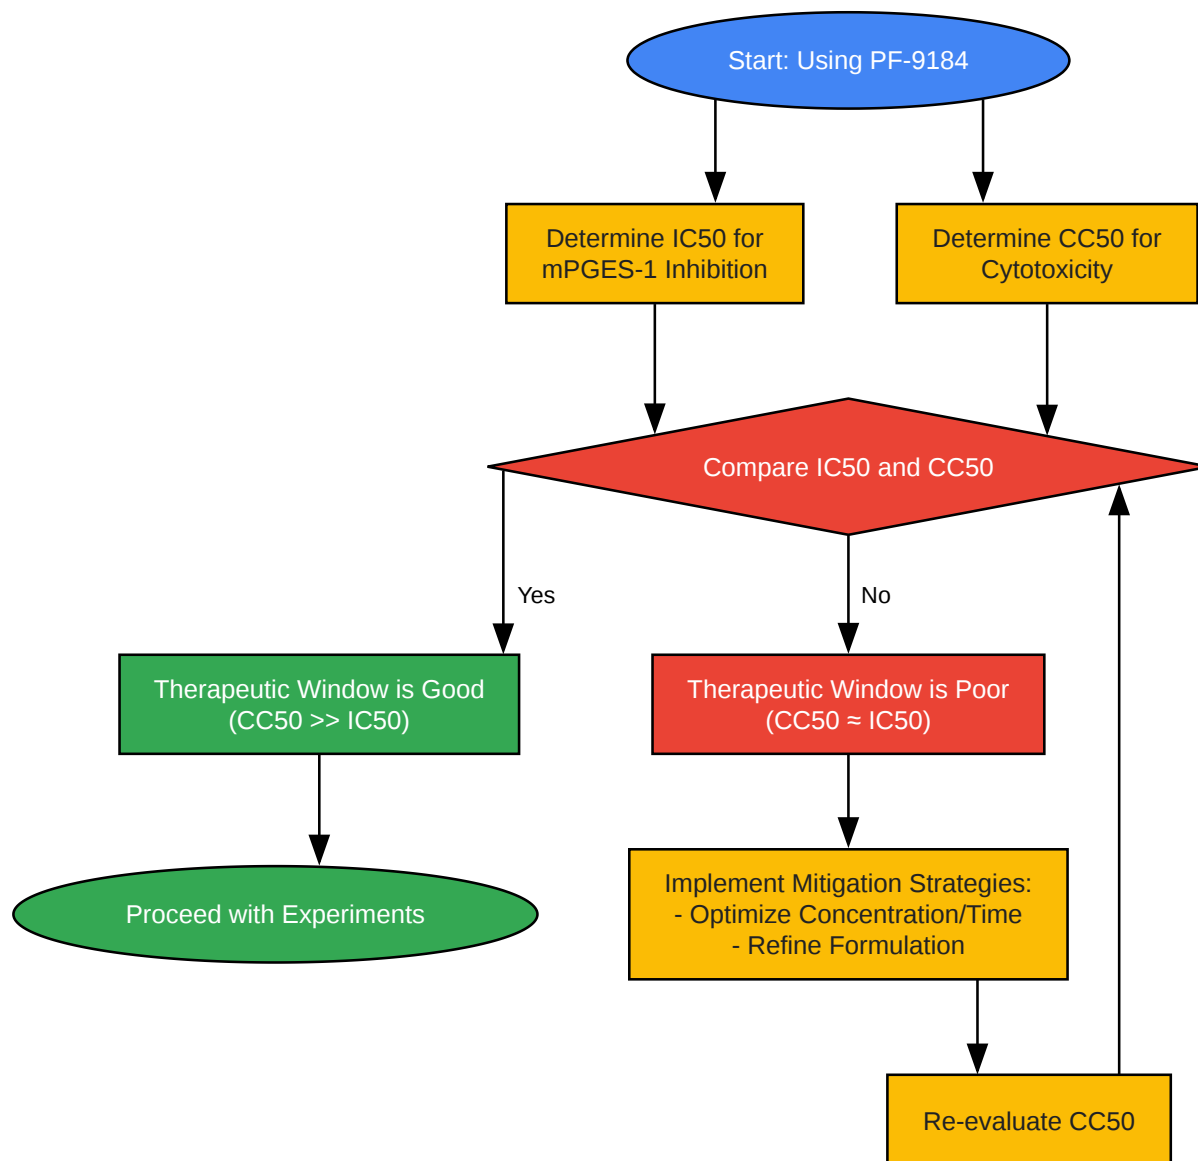 Start: Using PF-9184
Determine IC50 for
mPGES-1 Inhibition
Determine CC50 for
Cytotoxicity
Compare IC50 and CC50
Yes
No
Therapeutic Window is Good
(CC50 >> IC50)
Therapeutic Window is Poor
(CC50 ≈ IC50)
Implement Mitigation Strategies:
- Optimize Concentration/Time
- Refine Formulation
Proceed with Experiments
Re-evaluate CC50